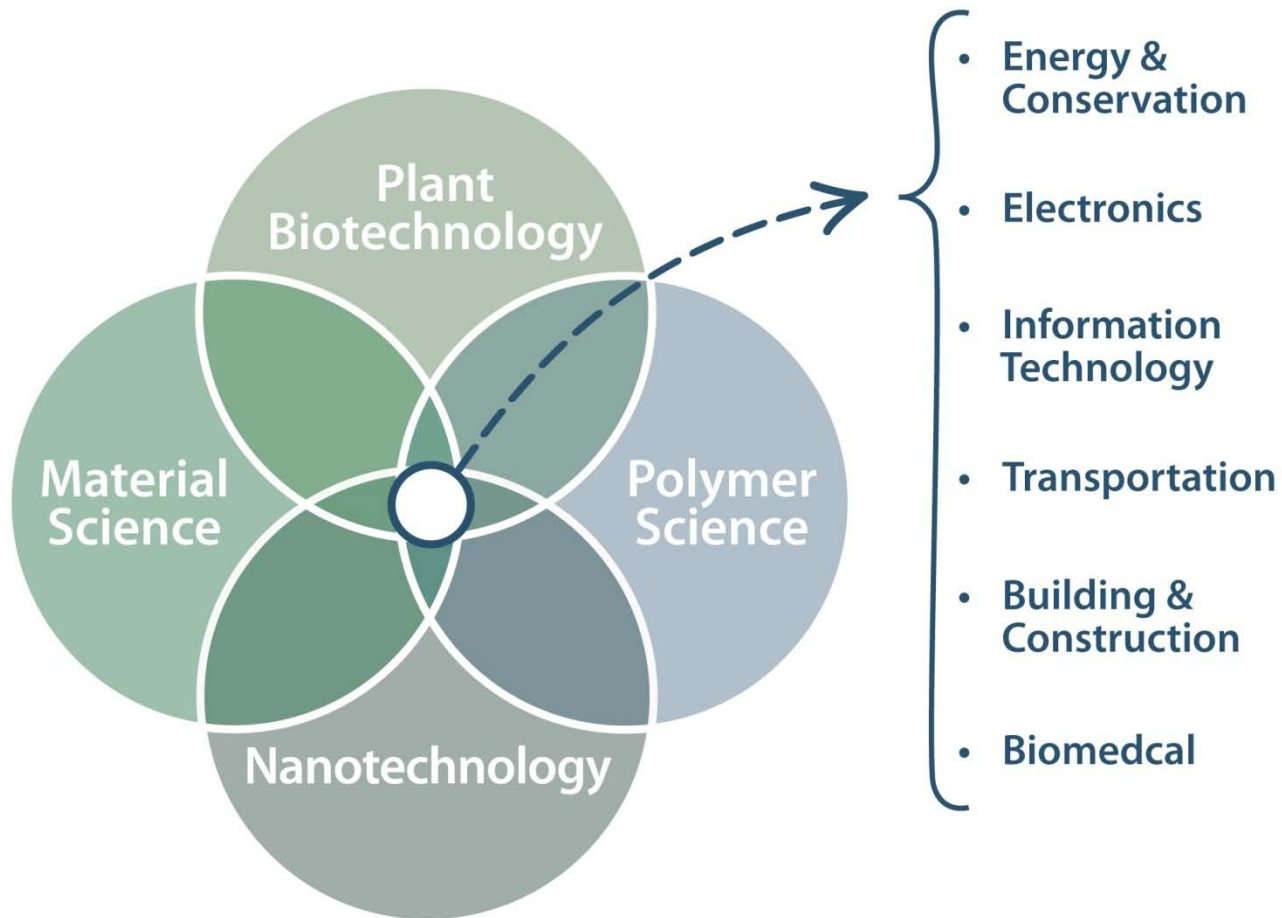 Plant
Biotechnology
Material
Science
Polymer
Science
Nanotechnology
• Energy &
Conservation
• Electronics
• Information
Technology
• Transportation
• Building &
Construction
• Biomedcal